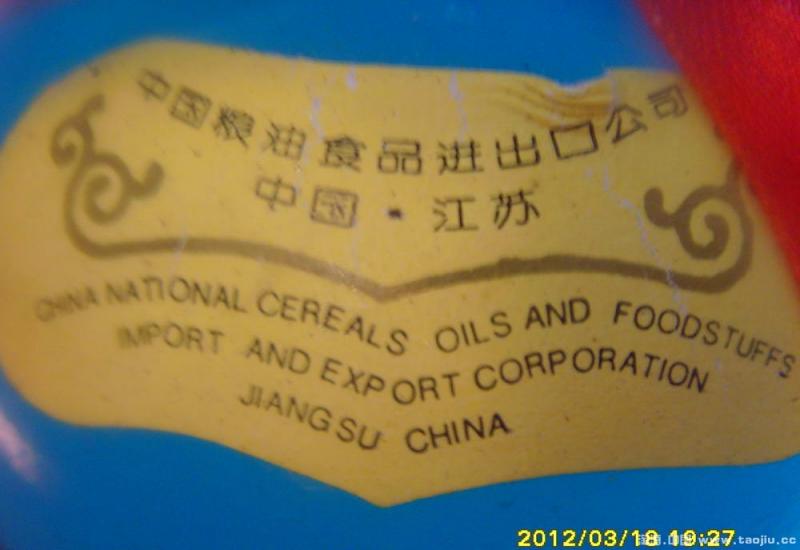 中国粮油食品进出口公司
中国·江苏
CHINA NATIONAL CEREALS OILS AND FOODSTUFFS
IMPORT AND EXPORT CORPORATION
JIANGSU CHINA
2012/03/18 19:27
www.taojiu.cc